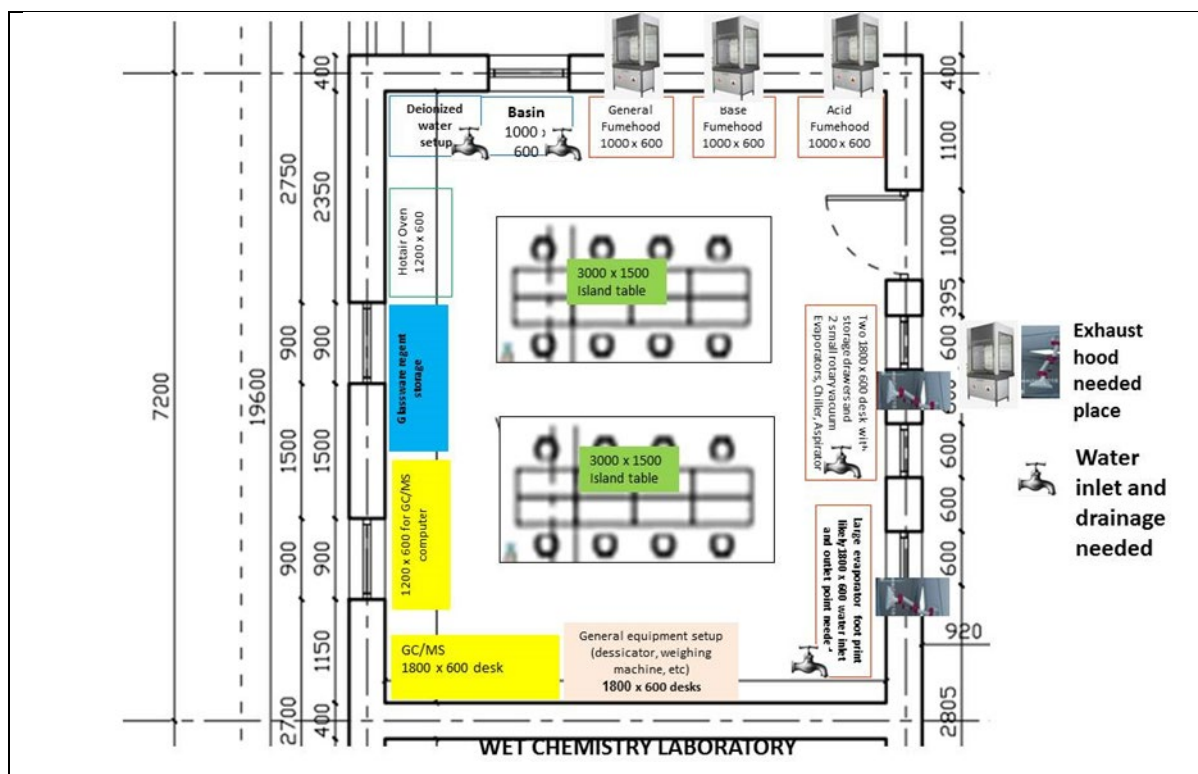 Deionized
water
setup
Basin
1000 x
600
General
Fumehood
1000 x 600
Base
Fumehood
1000 x 600
Acid
Fumehood
1000 x 600
Hotair Oven
1200 x 600
Glassware regent
storage
1200 x 600 for GC/MS
computer
GC/MS
1800 x 600 desk
General equipment setup
(dessicator, weighing
machine, etc)
1800 x 600 desks
3000 x 1500
Island table
3000 x 1500
Island table
Two 1800 x 600 desk with
storage drawers and
2 small rotary vacuum
Evaporators, Chiller, Aspirator
Large evaporator foot print
likely 1800 x 600 water inlet
and outlet point needed
Exhaust
hood
needed
place
Water
inlet and
drainage
needed
7200
19600
2750
900
1500
900
1150
2700
400
2350
900
1500
900
400
400
1100
1000
395
600
600
600
600
920
2805
WET CHEMISTRY LABORATORY